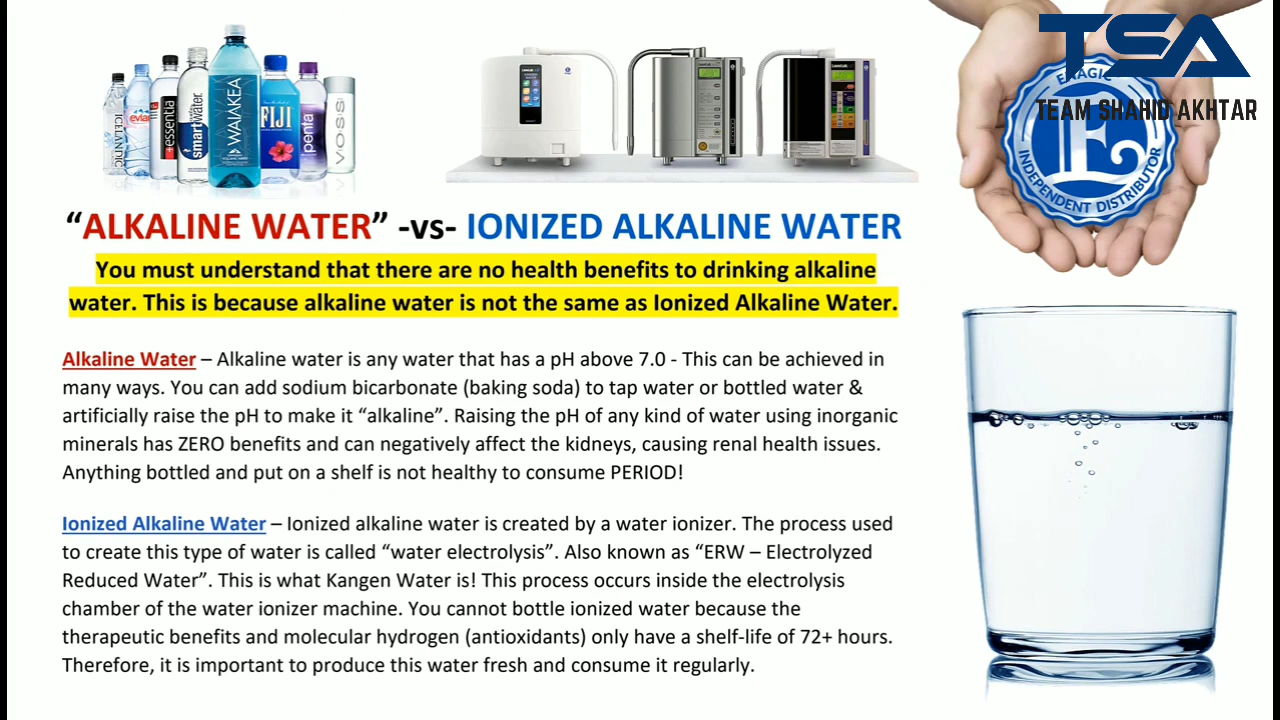 ICELANDIC
evian
essentia
smartwater
WAIAKEA
FIJI
penta
VOSS
TSA
ENAGIC
TEAM SHAHID AKHTAR
E
INDEPENDENT DISTRIBUTOR
“ALKALINE WATER” -vs- IONIZED ALKALINE WATER
You must understand that there are no health benefits to drinking alkaline
water. This is because alkaline water is not the same as Ionized Alkaline Water.
Alkaline Water – Alkaline water is any water that has a pH above 7.0 - This can be achieved in
many ways. You can add sodium bicarbonate (baking soda) to tap water or bottled water &
artificially raise the pH to make it “alkaline”. Raising the pH of any kind of water using inorganic
minerals has ZERO benefits and can negatively affect the kidneys, causing renal health issues.
Anything bottled and put on a shelf is not healthy to consume PERIOD!
Ionized Alkaline Water – Ionized alkaline water is created by a water ionizer. The process used
to create this type of water is called “water electrolysis”. Also known as “ERW – Electrolyzed
Reduced Water”. This is what Kangen Water is! This process occurs inside the electrolysis
chamber of the water ionizer machine. You cannot bottle ionized water because the
therapeutic benefits and molecular hydrogen (antioxidants) only have a shelf-life of 72+ hours.
Therefore, it is important to produce this water fresh and consume it regularly.